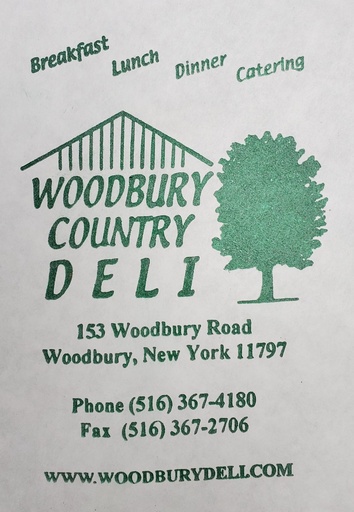 Breakfast Lunch Dinner Catering
WOODBURY
COUNTRY
DELI
153 Woodbury Road
Woodbury, New York 11797
Phone (516) 367-4180
Fax (516) 367-2706
WWW.WOODBURYDELI.COM